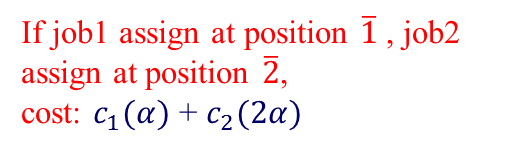 If job1 assign at position 1̅ , job2
assign at position 2̅,
cost: 𝑐₁(𝛼) + 𝑐₂(2𝛼)